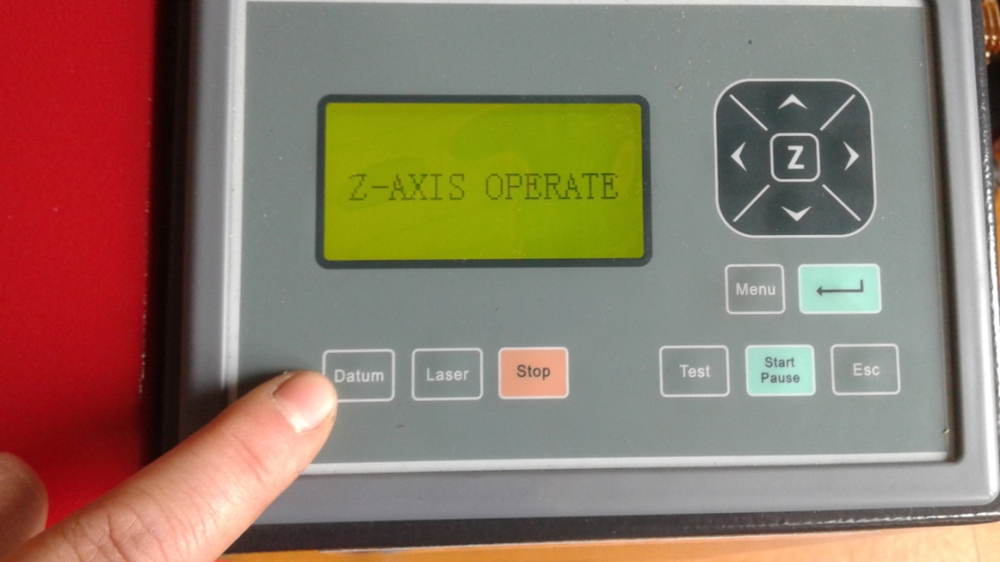 Z-AXIS OPERATE
Z
Menu
Datum
Laser
Stop
Test
Start
Pause
Esc